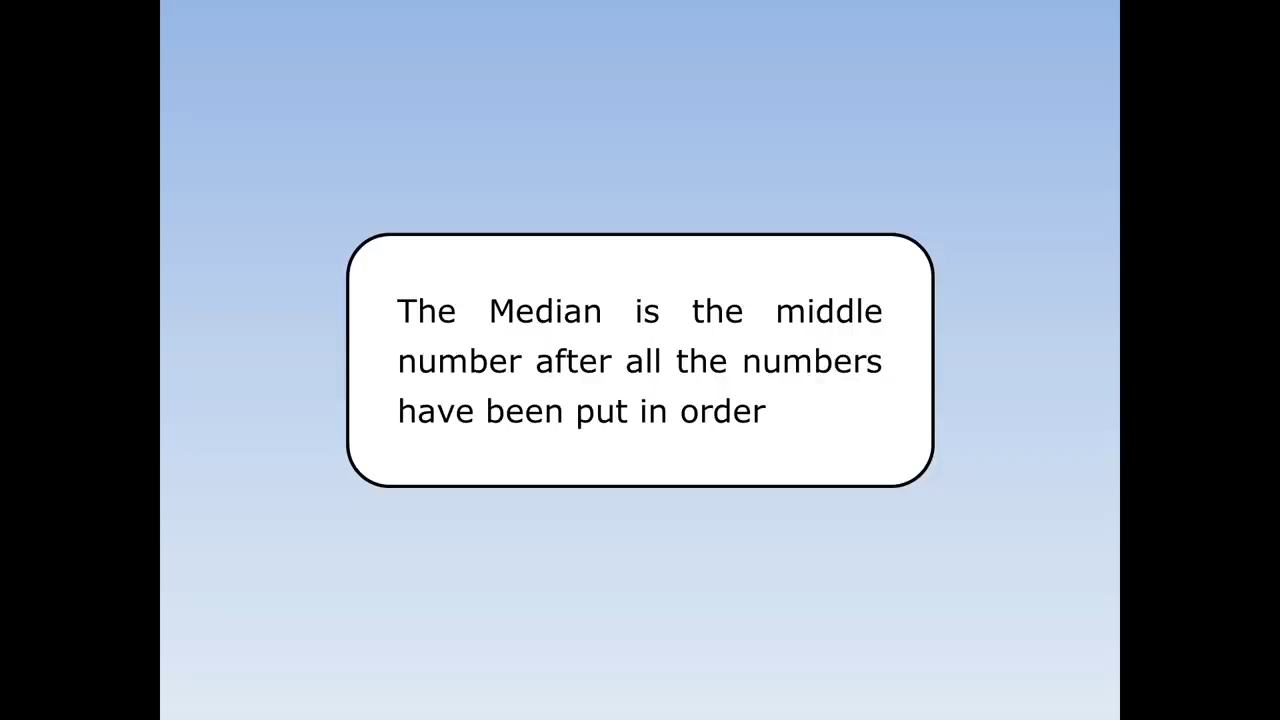 The Median is the middle
number after all the numbers
have been put in order